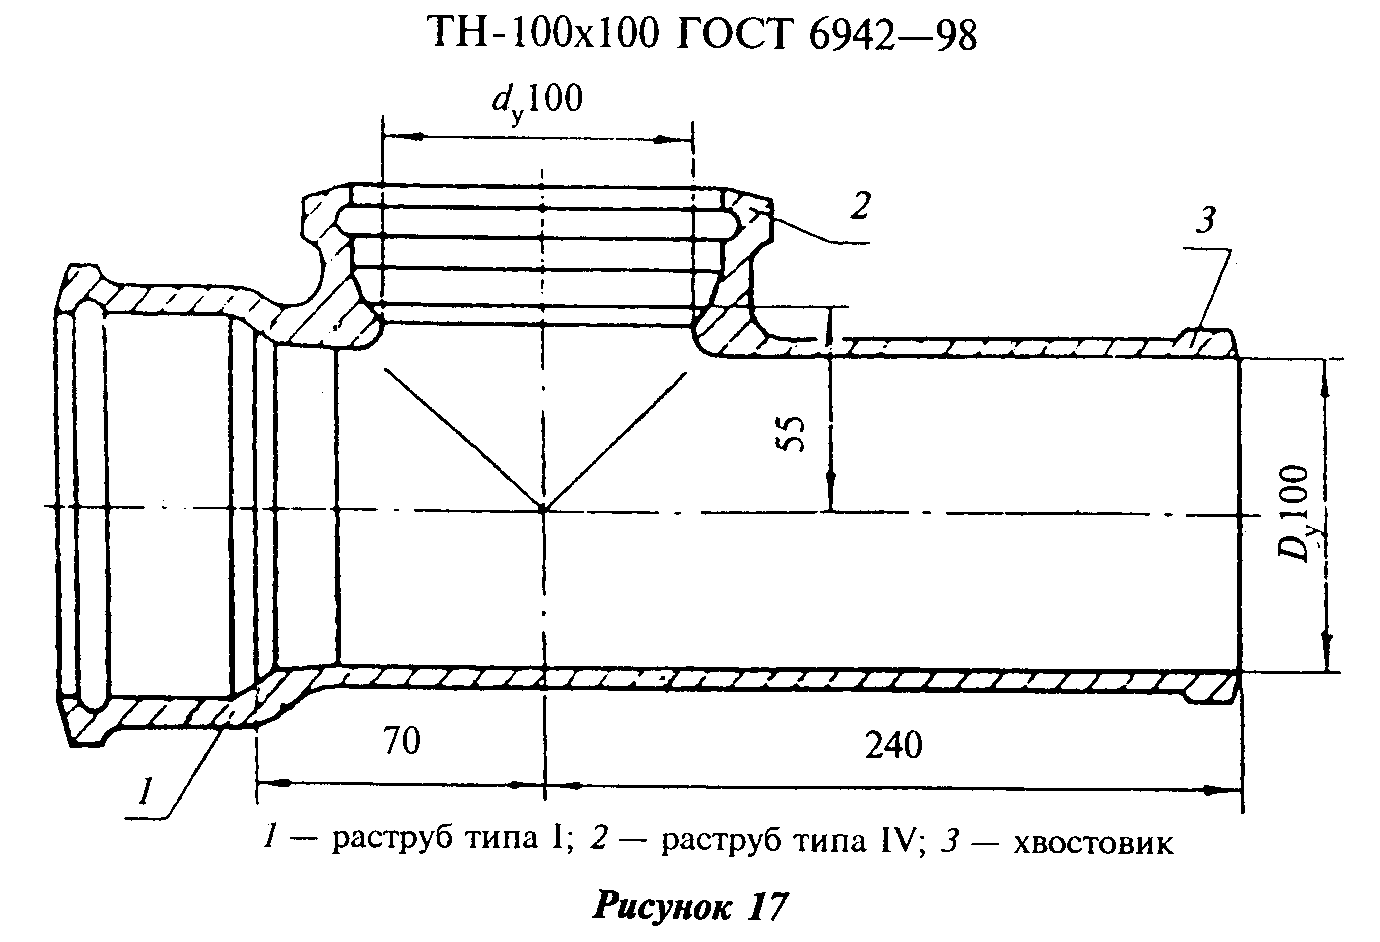 ТН-100х100 ГОСТ 6942—98
dу100
2
3
55
Dу100
70
240
1
1 — раструб типа I; 2 — раструб типа IV; 3 — хвостовик
Рисунок 17